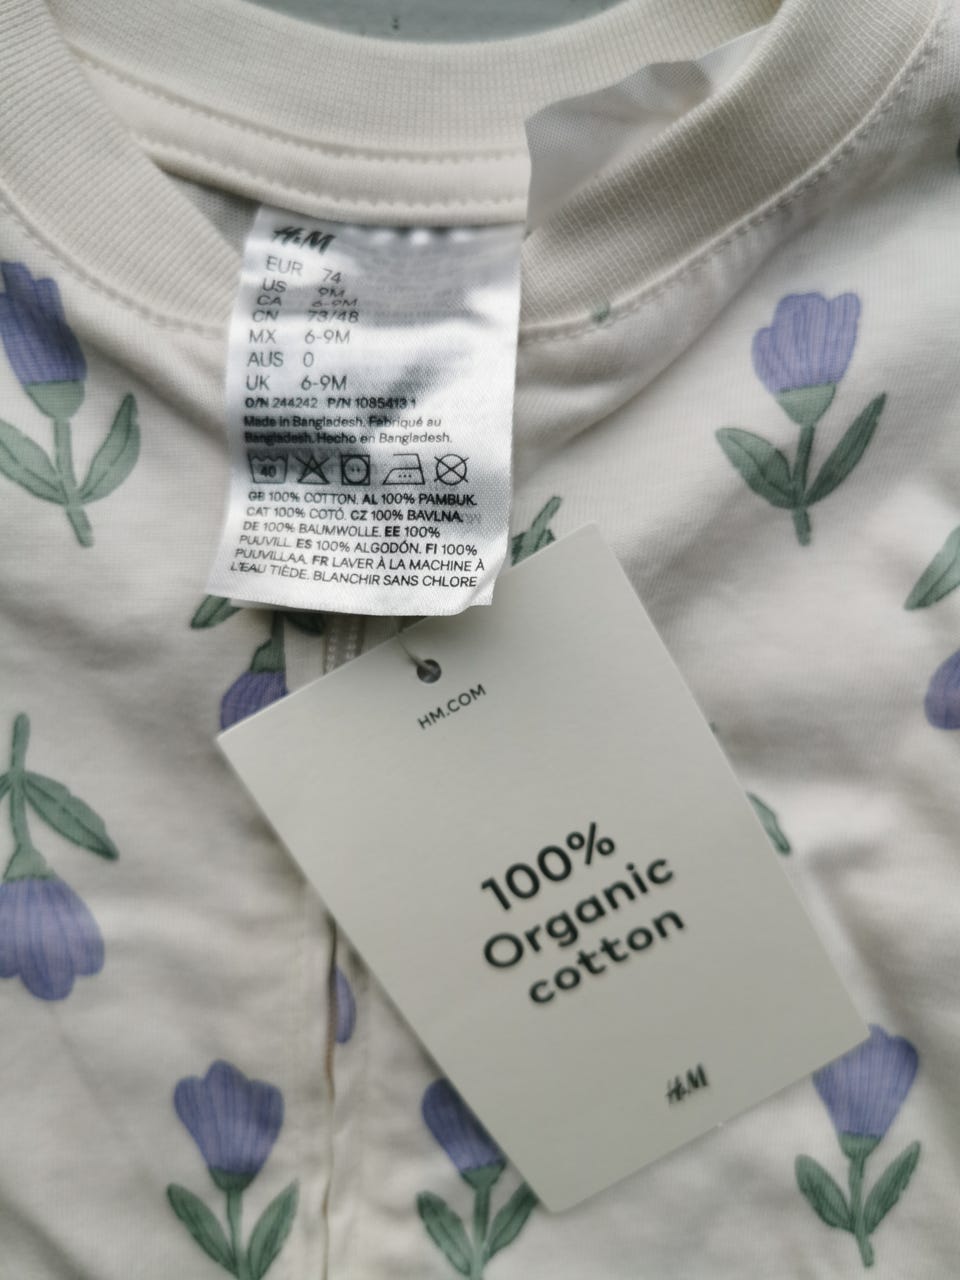 H&M
EUR 74
US 9M
CA 6-9M
CN 73/48
MX 6-9M
AUS 0
UK 6-9M
O/N 244242 P/N 1085413 1
Made in Bangladesh. Fabriqué au
Bangladesh. Hecho en Bangladesh.
40
GB 100% COTTON. AL 100% PAMBUK.
CAT 100% COTÓ. CZ 100% BAVLNA.
DE 100% BAUMWOLLE. EE 100%
PUUVILL. ES 100% ALGODÓN. FI 100%
PUUVILLAA. FR LAVER À LA MACHINE À
L'EAU TIÈDE. BLANCHIR SANS CHLORE.
HM.COM
100%
Organic
cotton
H&M